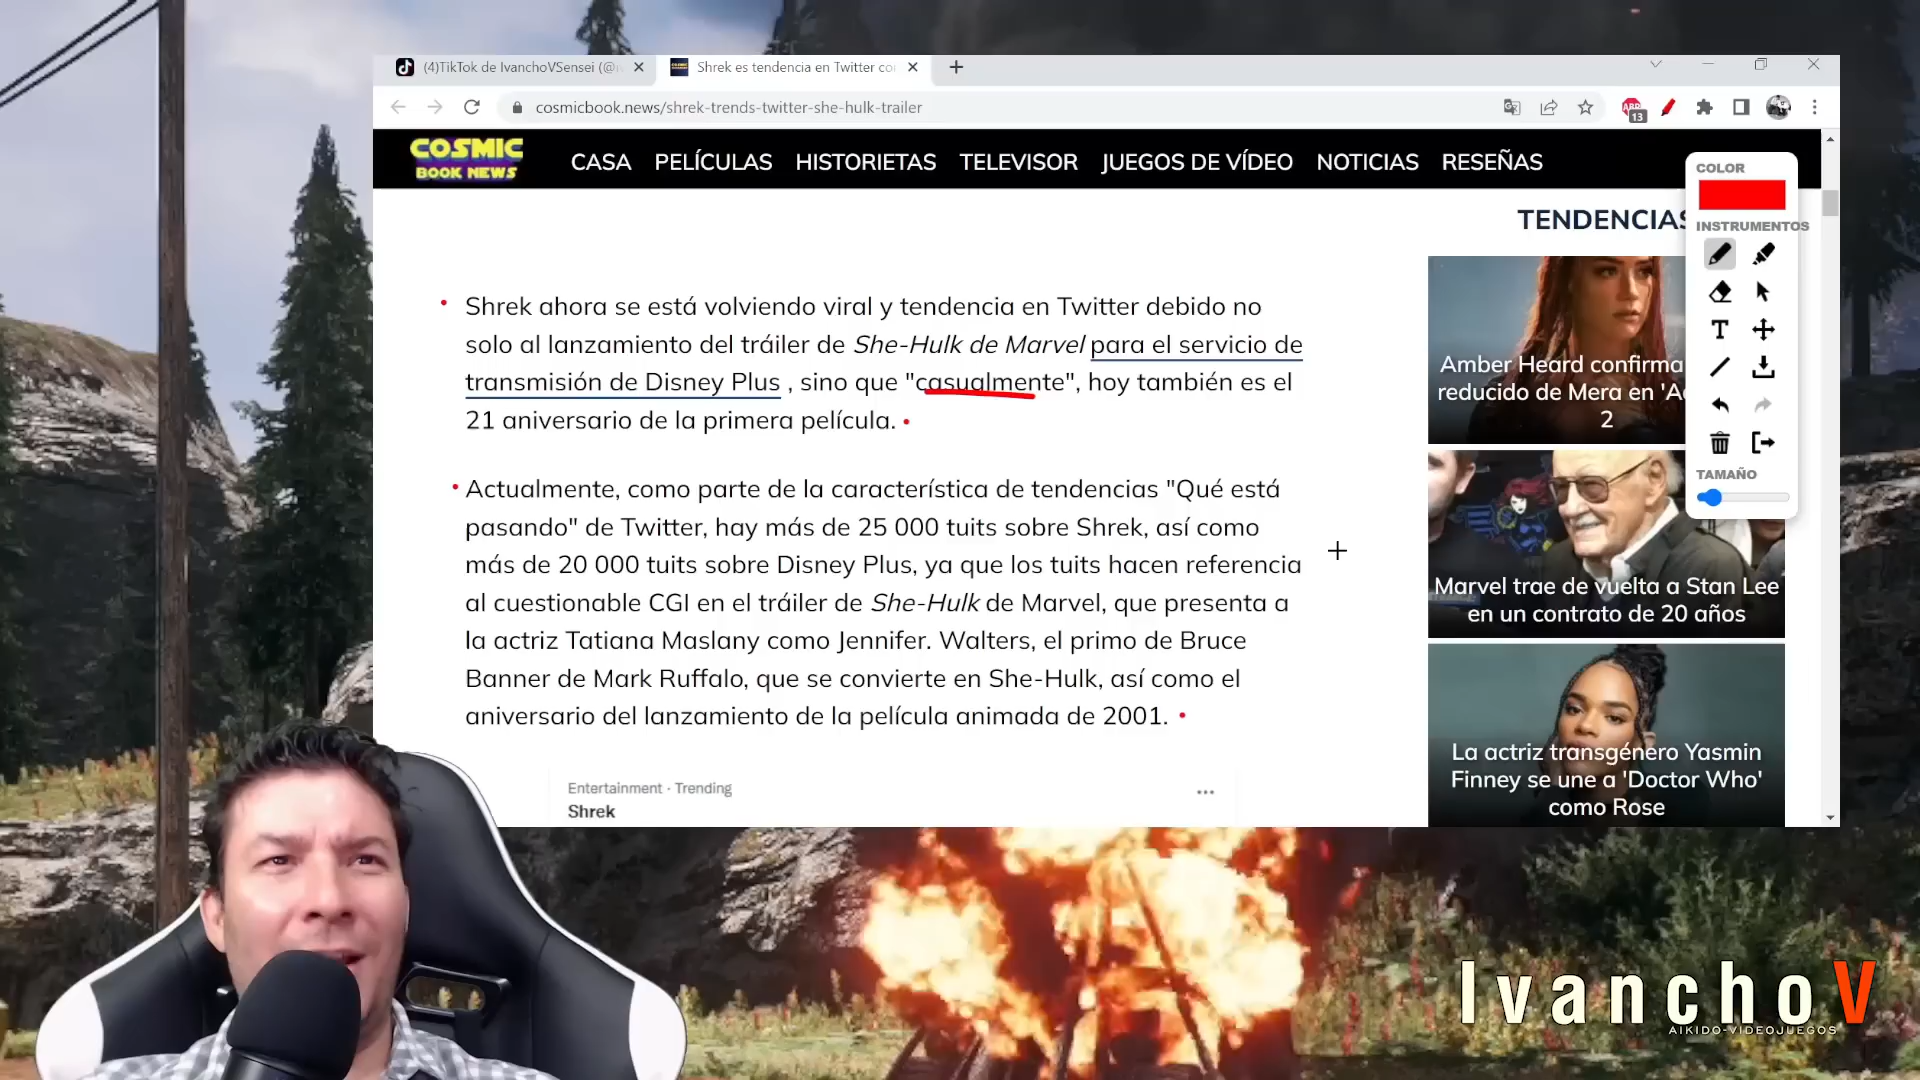 (4)TikTok de IvanchoVSensei (@
Shrek es tendencia en Twitter co
cosmicbook.news/shrek-trends-twitter-she-hulk-trailer
ABP
13
COSMIC
BOOK NEWS
CASA PELÍCULAS HISTORIETAS TELEVISOR JUEGOS DE VÍDEO NOTICIAS RESEÑAS
COLOR
INSTRUMENTOS
T
TAMAÑO
TENDENCIAS
Shrek ahora se está volviendo viral y tendencia en Twitter debido no
solo al lanzamiento del tráiler de She-Hulk de Marvel para el servicio de
transmisión de Disney Plus , sino que "casualmente", hoy también es el
21 aniversario de la primera película.
Actualmente, como parte de la característica de tendencias "Qué está
pasando" de Twitter, hay más de 25 000 tuits sobre Shrek, así como
más de 20 000 tuits sobre Disney Plus, ya que los tuits hacen referencia
al cuestionable CGI en el tráiler de She-Hulk de Marvel, que presenta a
la actriz Tatiana Maslany como Jennifer. Walters, el primo de Bruce
Banner de Mark Ruffalo, que se convierte en She-Hulk, así como el
aniversario del lanzamiento de la película animada de 2001.
Entertainment · Trending
Shrek
Amber Heard confirma
reducido de Mera en 'A
2
Marvel trae de vuelta a Stan Lee
en un contrato de 20 años
La actriz transgénero Yasmin
Finney se une a 'Doctor Who'
como Rose
IvanchoV
AIKIDO-VIDEOJUEGOS